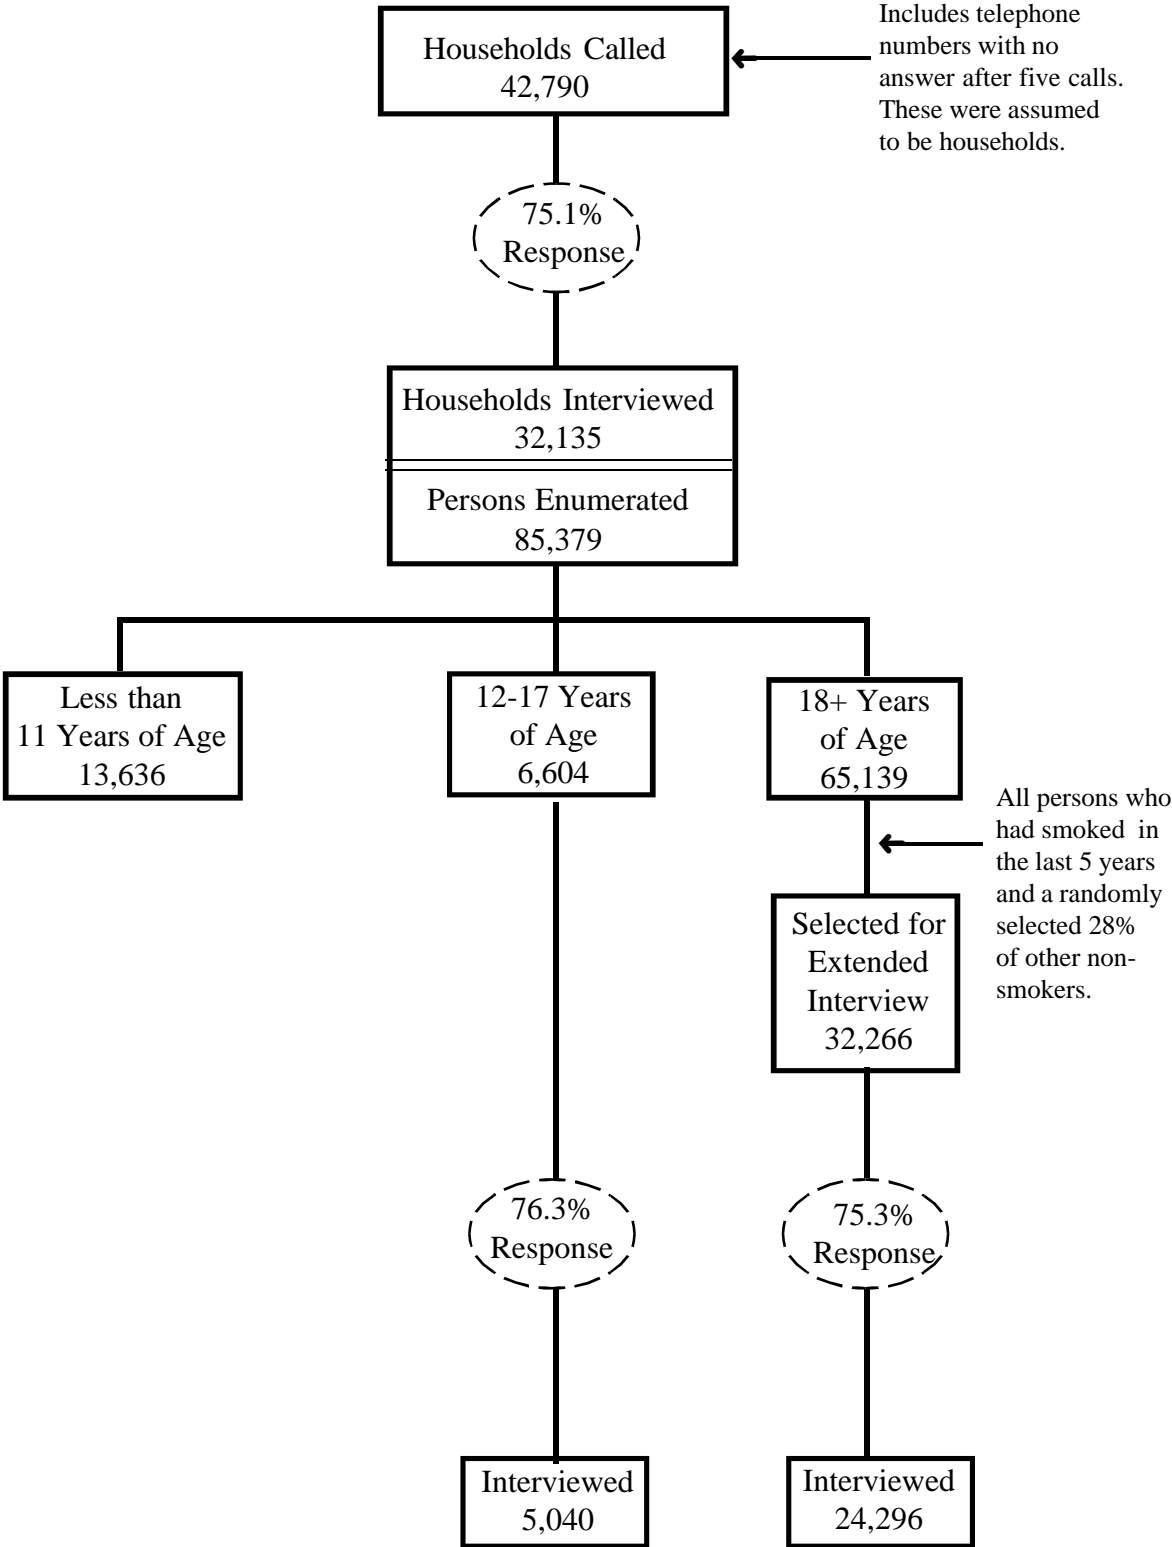 Households Called
42,790
Includes telephone
numbers with no
answer after five calls.
These were assumed
to be households.
75.1%
Response
Households Interviewed
32,135
Persons Enumerated
85,379
Less than
11 Years of Age
13,636
12-17 Years
of Age
6,604
18+ Years
of Age
65,139
All persons who
had smoked in
the last 5 years
and a randomly
selected 28%
of other non-
smokers.
Selected for
Extended
Interview
32,266
76.3%
Response
75.3%
Response
Interviewed
5,040
Interviewed
24,296